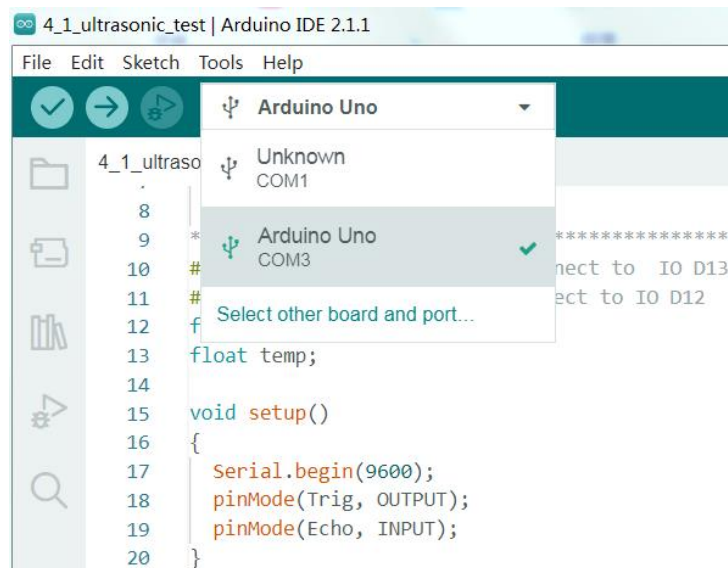 4_1_ultrasonic_test | Arduino IDE 2.1.1
File Edit Sketch Tools Help
Arduino Uno
4_1_ultraso
Unknown
COM1
Arduino Uno
COM3
Select other board and port...
8
9 * *****************
10 # nect to IO D13
11 # ect to IO D12
12 f
13 float temp;
14
15 void setup()
16 {
17 Serial.begin(9600);
18 pinMode(Trig, OUTPUT);
19 pinMode(Echo, INPUT);
20 }